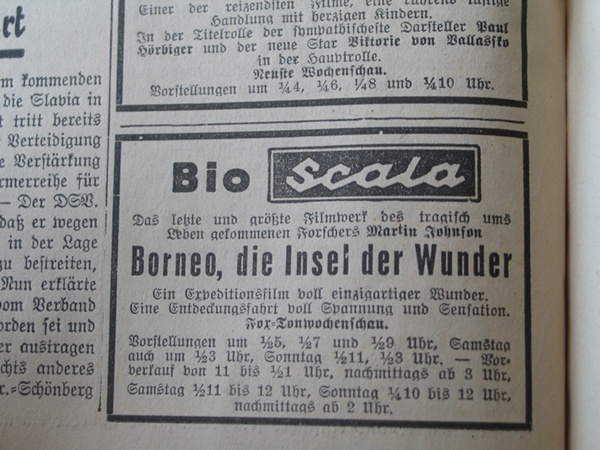 rt
m kommenden
die Slavia in
t tritt bereits
Verteidigung
e Verstärkung
rmerreihe für
— Der DSV.
daß er wegen
in der Lage
zu bestreiten,
Nun erklärte
vom Verband
orden sei und
er austragen
chts anderes
r.-Schönberg
Einer der reizendsten Filme, eine rührend lustige
Handlung mit herzigen Kindern.
In der Titelrolle der sympathischeste Darsteller Paul
Hörbiger und der neue Star Viktorie von Ballassko
in der Hauptrolle.
Neuste Wochenschau.
Vorstellungen um ¼4, ¼6, ¼8 und ¼10 Uhr.
Bio Scala
Das letzte und größte Filmwerk des tragisch ums
Leben gekommenen Forschers Martin Johnson
Borneo, die Insel der Wunder
Ein Expeditionsfilm voll einzigartiger Wunder.
Eine Entdeckungsfahrt voll Spannung und Sensation.
Fox-Tonwochenschau.
Vorstellungen um ½5, ½7 und ½9 Uhr, Samstag
auch um ½3 Uhr, Sonntag ½11, ½3 Uhr. — Vor-
verkauf von 11 bis ½1 Uhr, nachmittags ab 3 Uhr,
Samstag ½11 bis 12 Uhr, Sonntag ¼10 bis 12 Uhr,
nachmittags ab 2 Uhr.